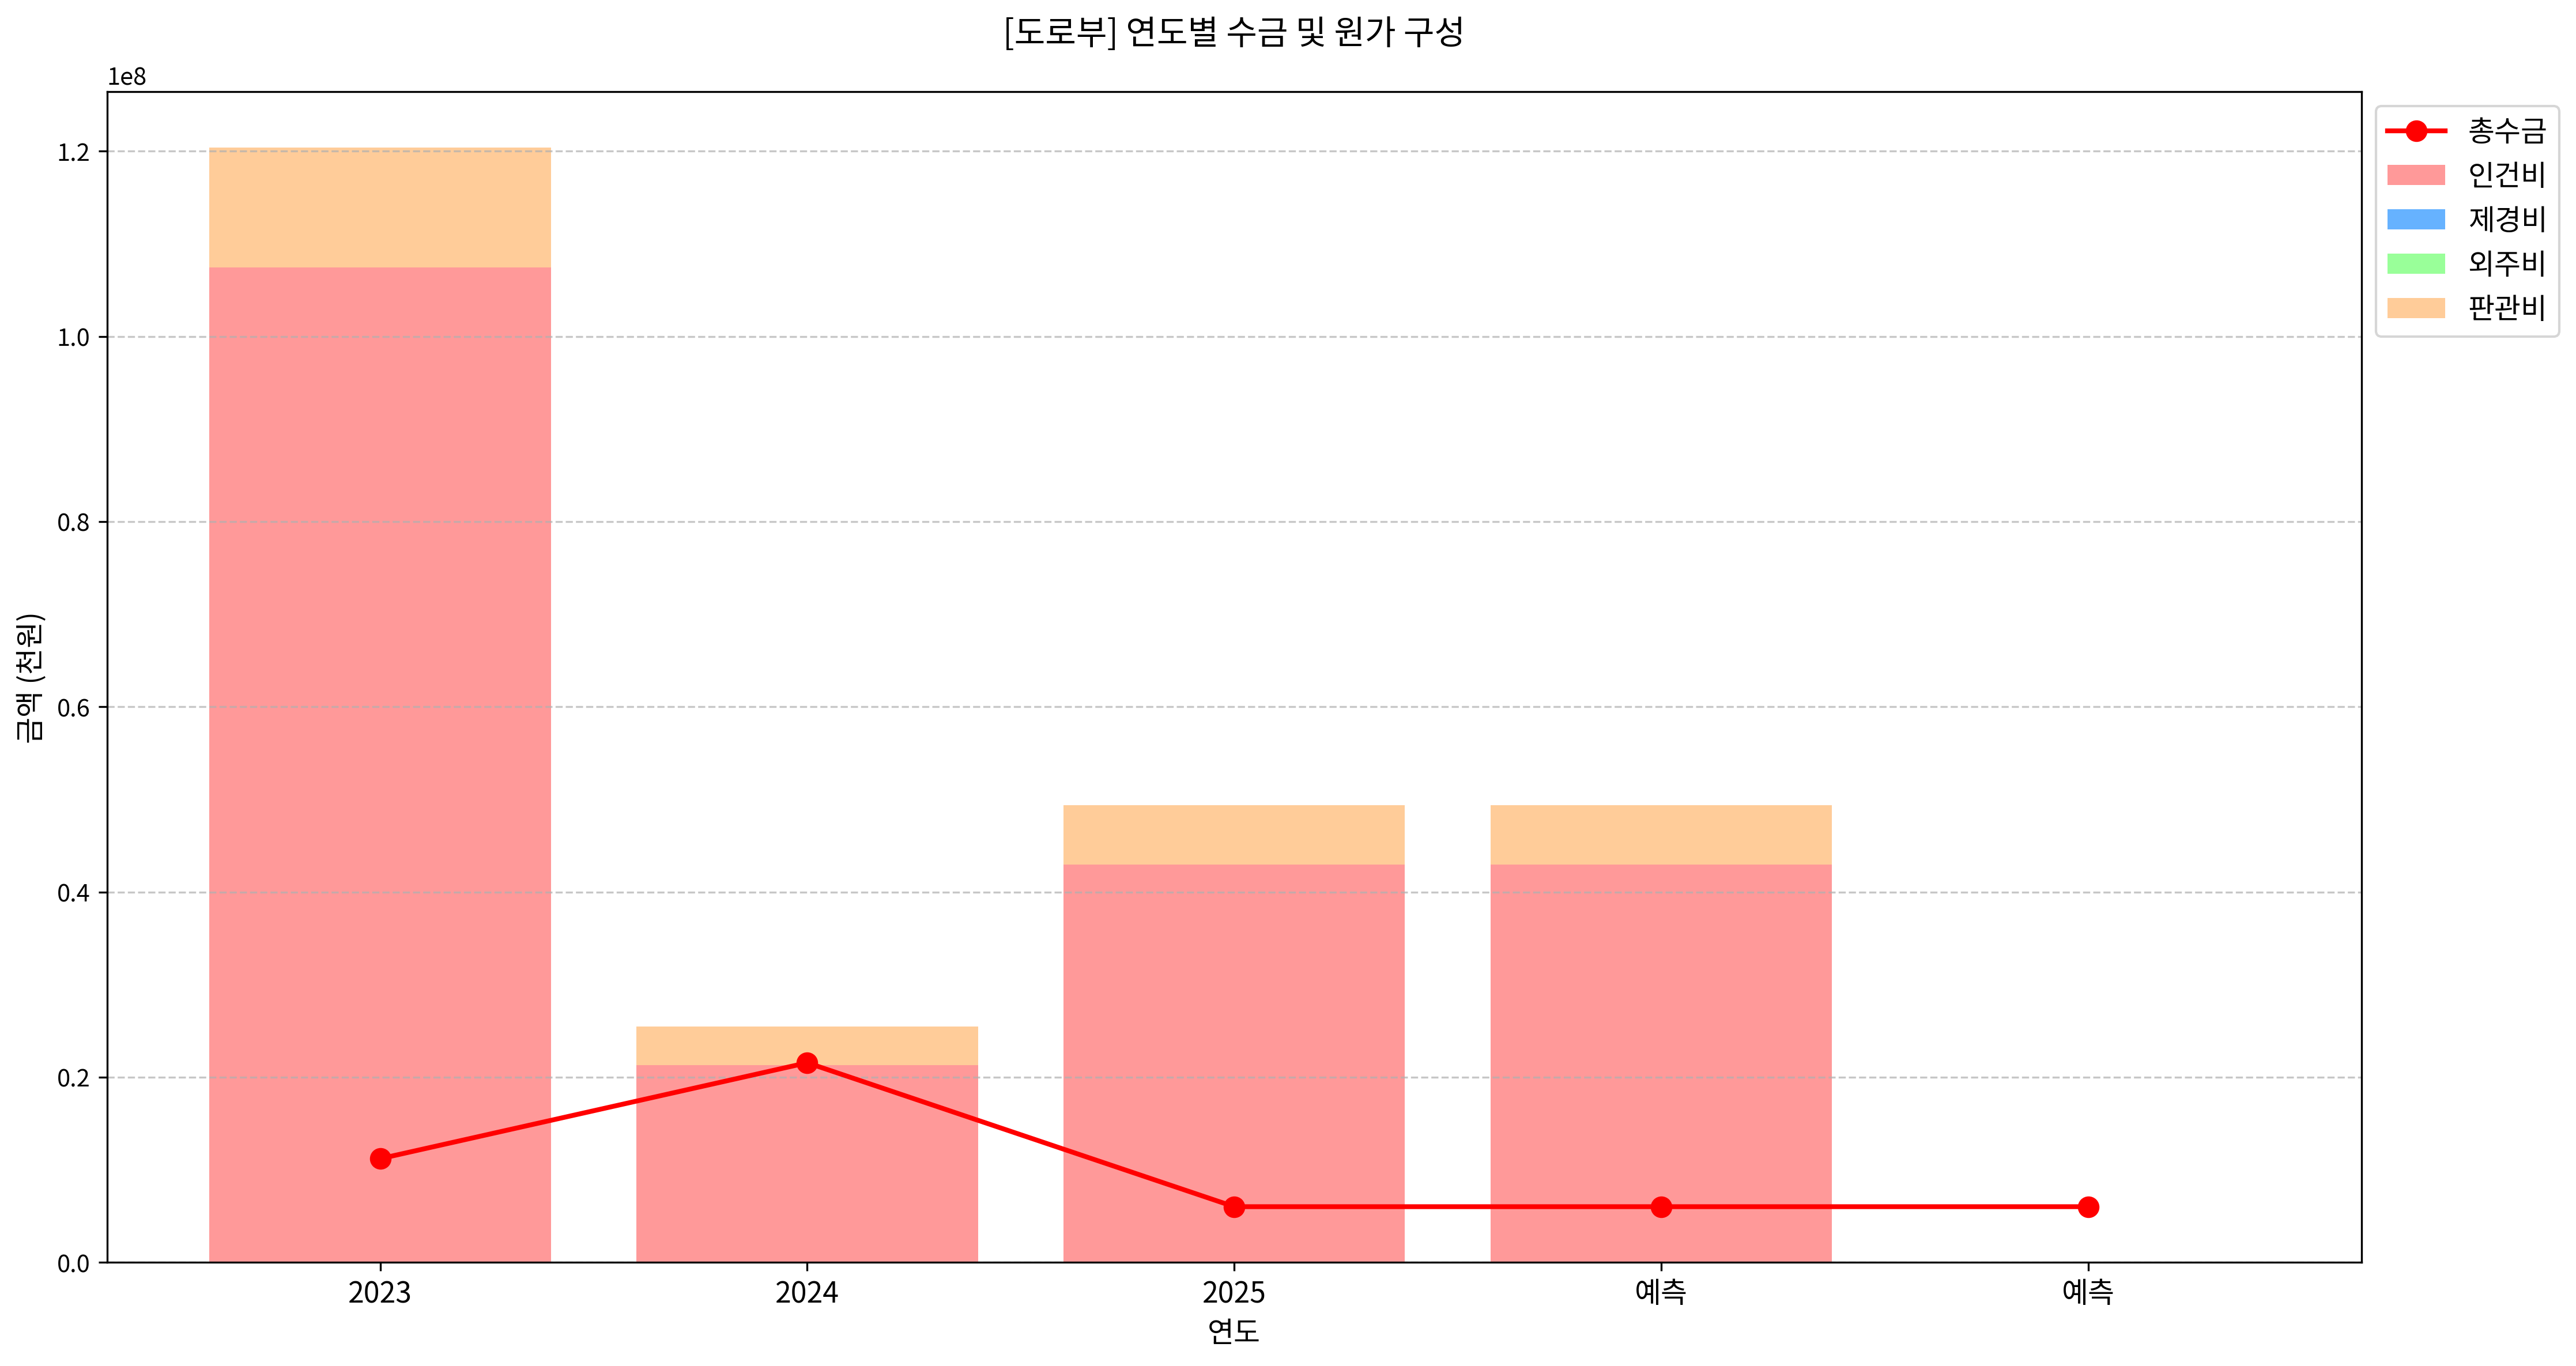 [도로부] 연도별 수금 및 원가 구성
1e8
1.2
1.0
0.8
0.6
0.4
0.2
0.0
금액 (천원)
2023
2024
2025
예측
예측
연도
총수금
인건비
제경비
외주비
판관비